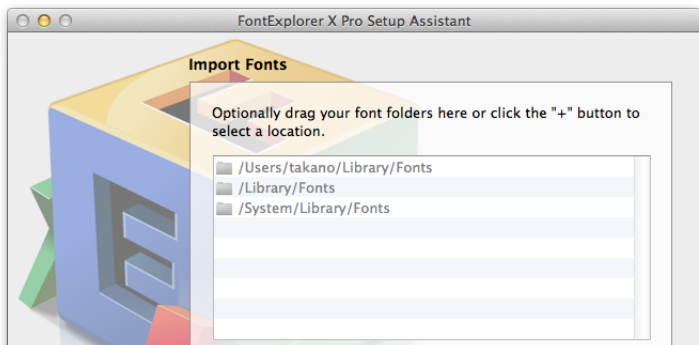 FontExplorer X Pro Setup Assistant
Import Fonts
Optionally drag your font folders here or click the "+" button to
select a location.
/Users/takano/Library/Fonts
/Library/Fonts
/System/Library/Fonts